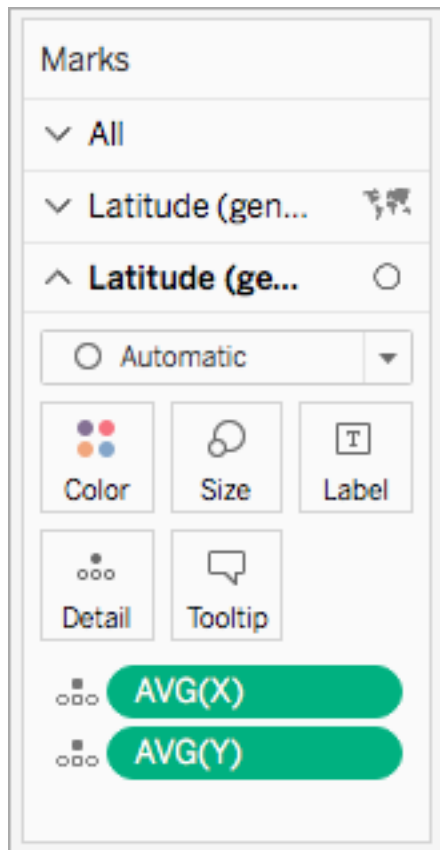 Marks
All
Latitude (gen...
Latitude (ge...
Automatic
T
Color Size Label
Detail Tooltip
AVG(X)
AVG(Y)